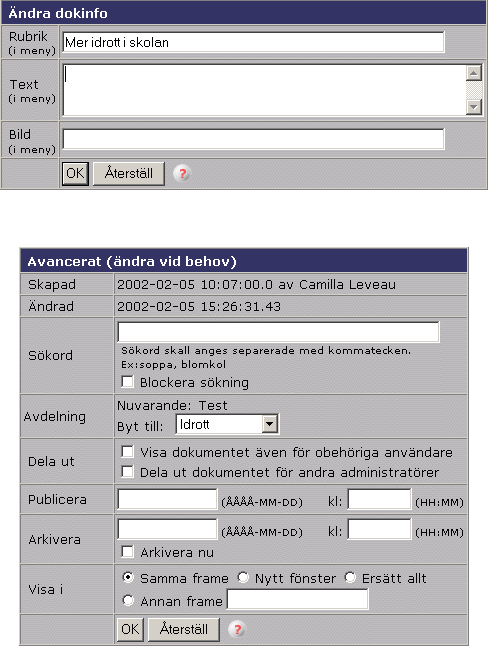 Ändra dokinfo
Rubrik
(i meny)
Mer idrott i skolan
Text
(i meny)
Bild
(i meny)
OK Återställ ?
Avancerat (ändra vid behov)
Skapad 2002-02-05 10:07:00.0 av Camilla Leveau
Ändrad 2002-02-05 15:26:31.43
Sökord
Sökord skall anges separerade med kommatecken.
Ex:soppa, blomkol
Blockera sökning
Avdelning
Nuvarande: Test
Byt till: Idrott
Dela ut
Visa dokumentet även för obehöriga användare
Dela ut dokumentet för andra administratörer
Publicera (ÅÅÅÅ-MM-DD) kl: (HH:MM)
Arkivera (ÅÅÅÅ-MM-DD) kl: (HH:MM)
Arkivera nu
Visa i
Samma frame Nytt fönster Ersätt allt
Annan frame
OK Återställ ?